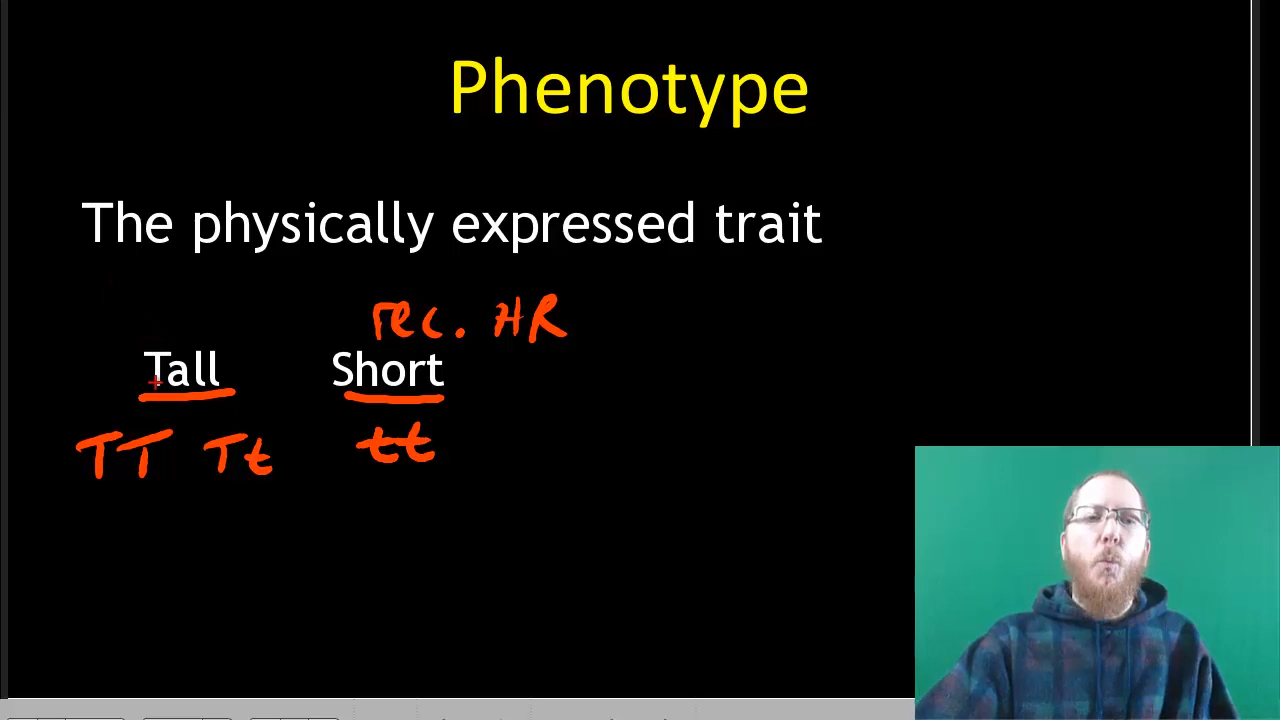 Phenotype
The physically expressed trait
rec. HR
Tall Short
TT Tt tt